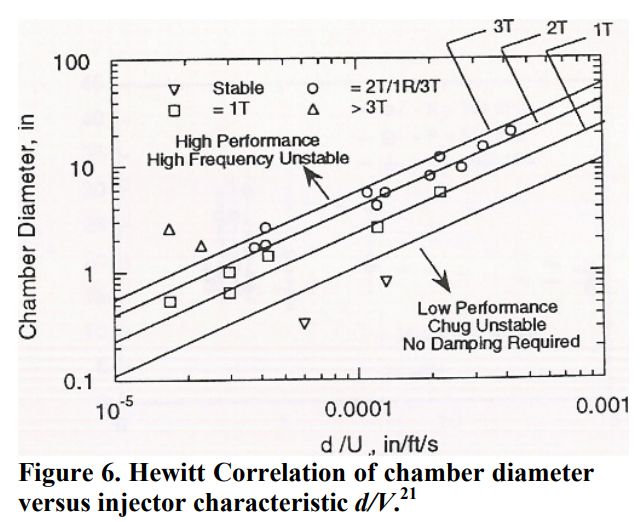 3T 2T 1T
100
Stable = 2T/1R/3T
= 1T > 3T
High Performance
High Frequency Unstable
10
Chamber Diameter, in
1
Low Performance
Chug Unstable
No Damping Required
0.1
10-5 0.0001 0.001
d /U , in/ft/s
Figure 6. Hewitt Correlation of chamber diameter
versus injector characteristic d/V.21